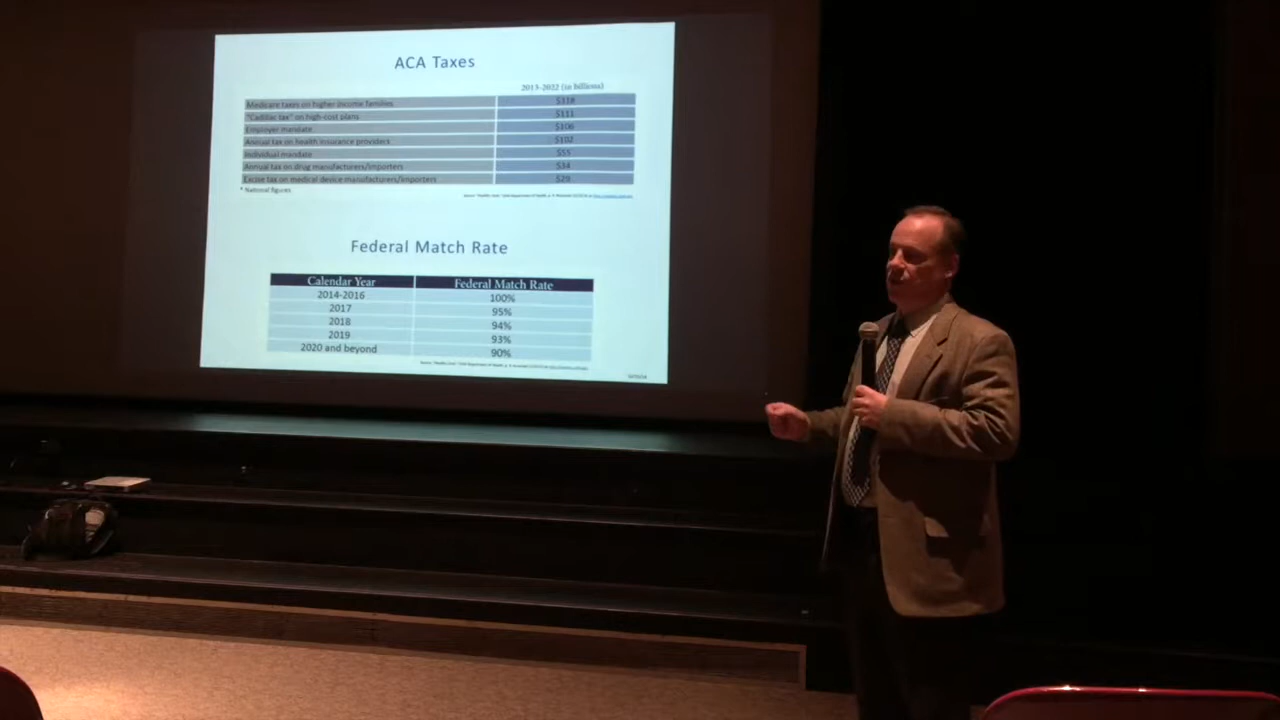 ACA Taxes
2013-2022 (in billions)
Medicare taxes on higher income families $318
"Cadillac tax" on high-cost plans $111
Employer mandate $106
Annual tax on health insurance providers $102
Individual mandate $55
Annual tax on drug manufacturers/importers $34
Excise tax on medical device manufacturers/importers $29
* National figures
Federal Match Rate
Calendar Year Federal Match Rate
2014-2016 100%
2017 95%
2018 94%
2019 93%
2020 and beyond 90%